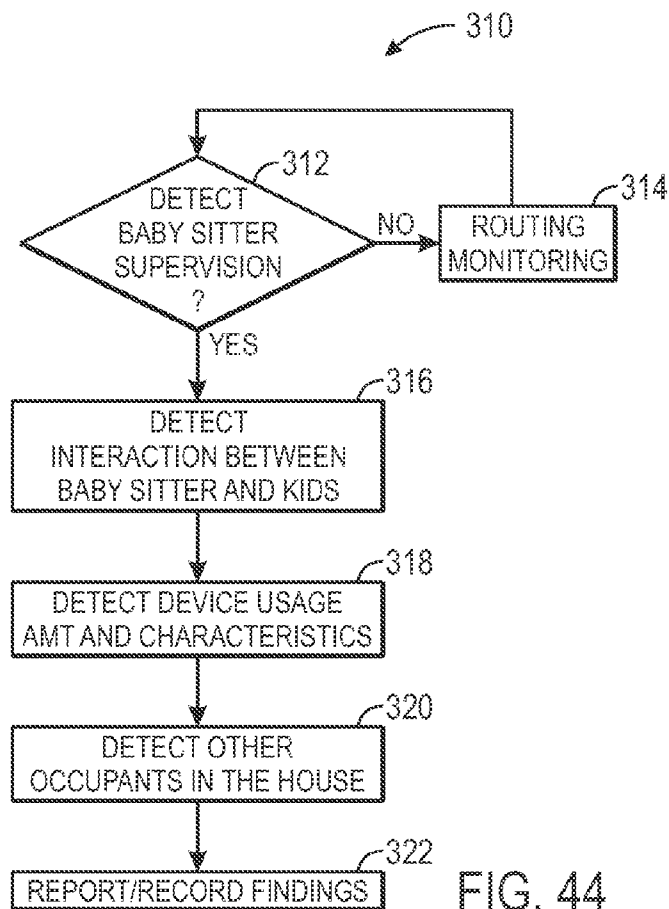 310
312
DETECT
BABY SITTER
SUPERVISION
?
NO
314
ROUTING
MONITORING
YES
316
DETECT
INTERACTION BETWEEN
BABY SITTER AND KIDS
318
DETECT DEVICE USAGE
AMT AND CHARACTERISTICS
320
DETECT OTHER
OCCUPANTS IN THE HOUSE
322
REPORT/RECORD FINDINGS
FIG. 44